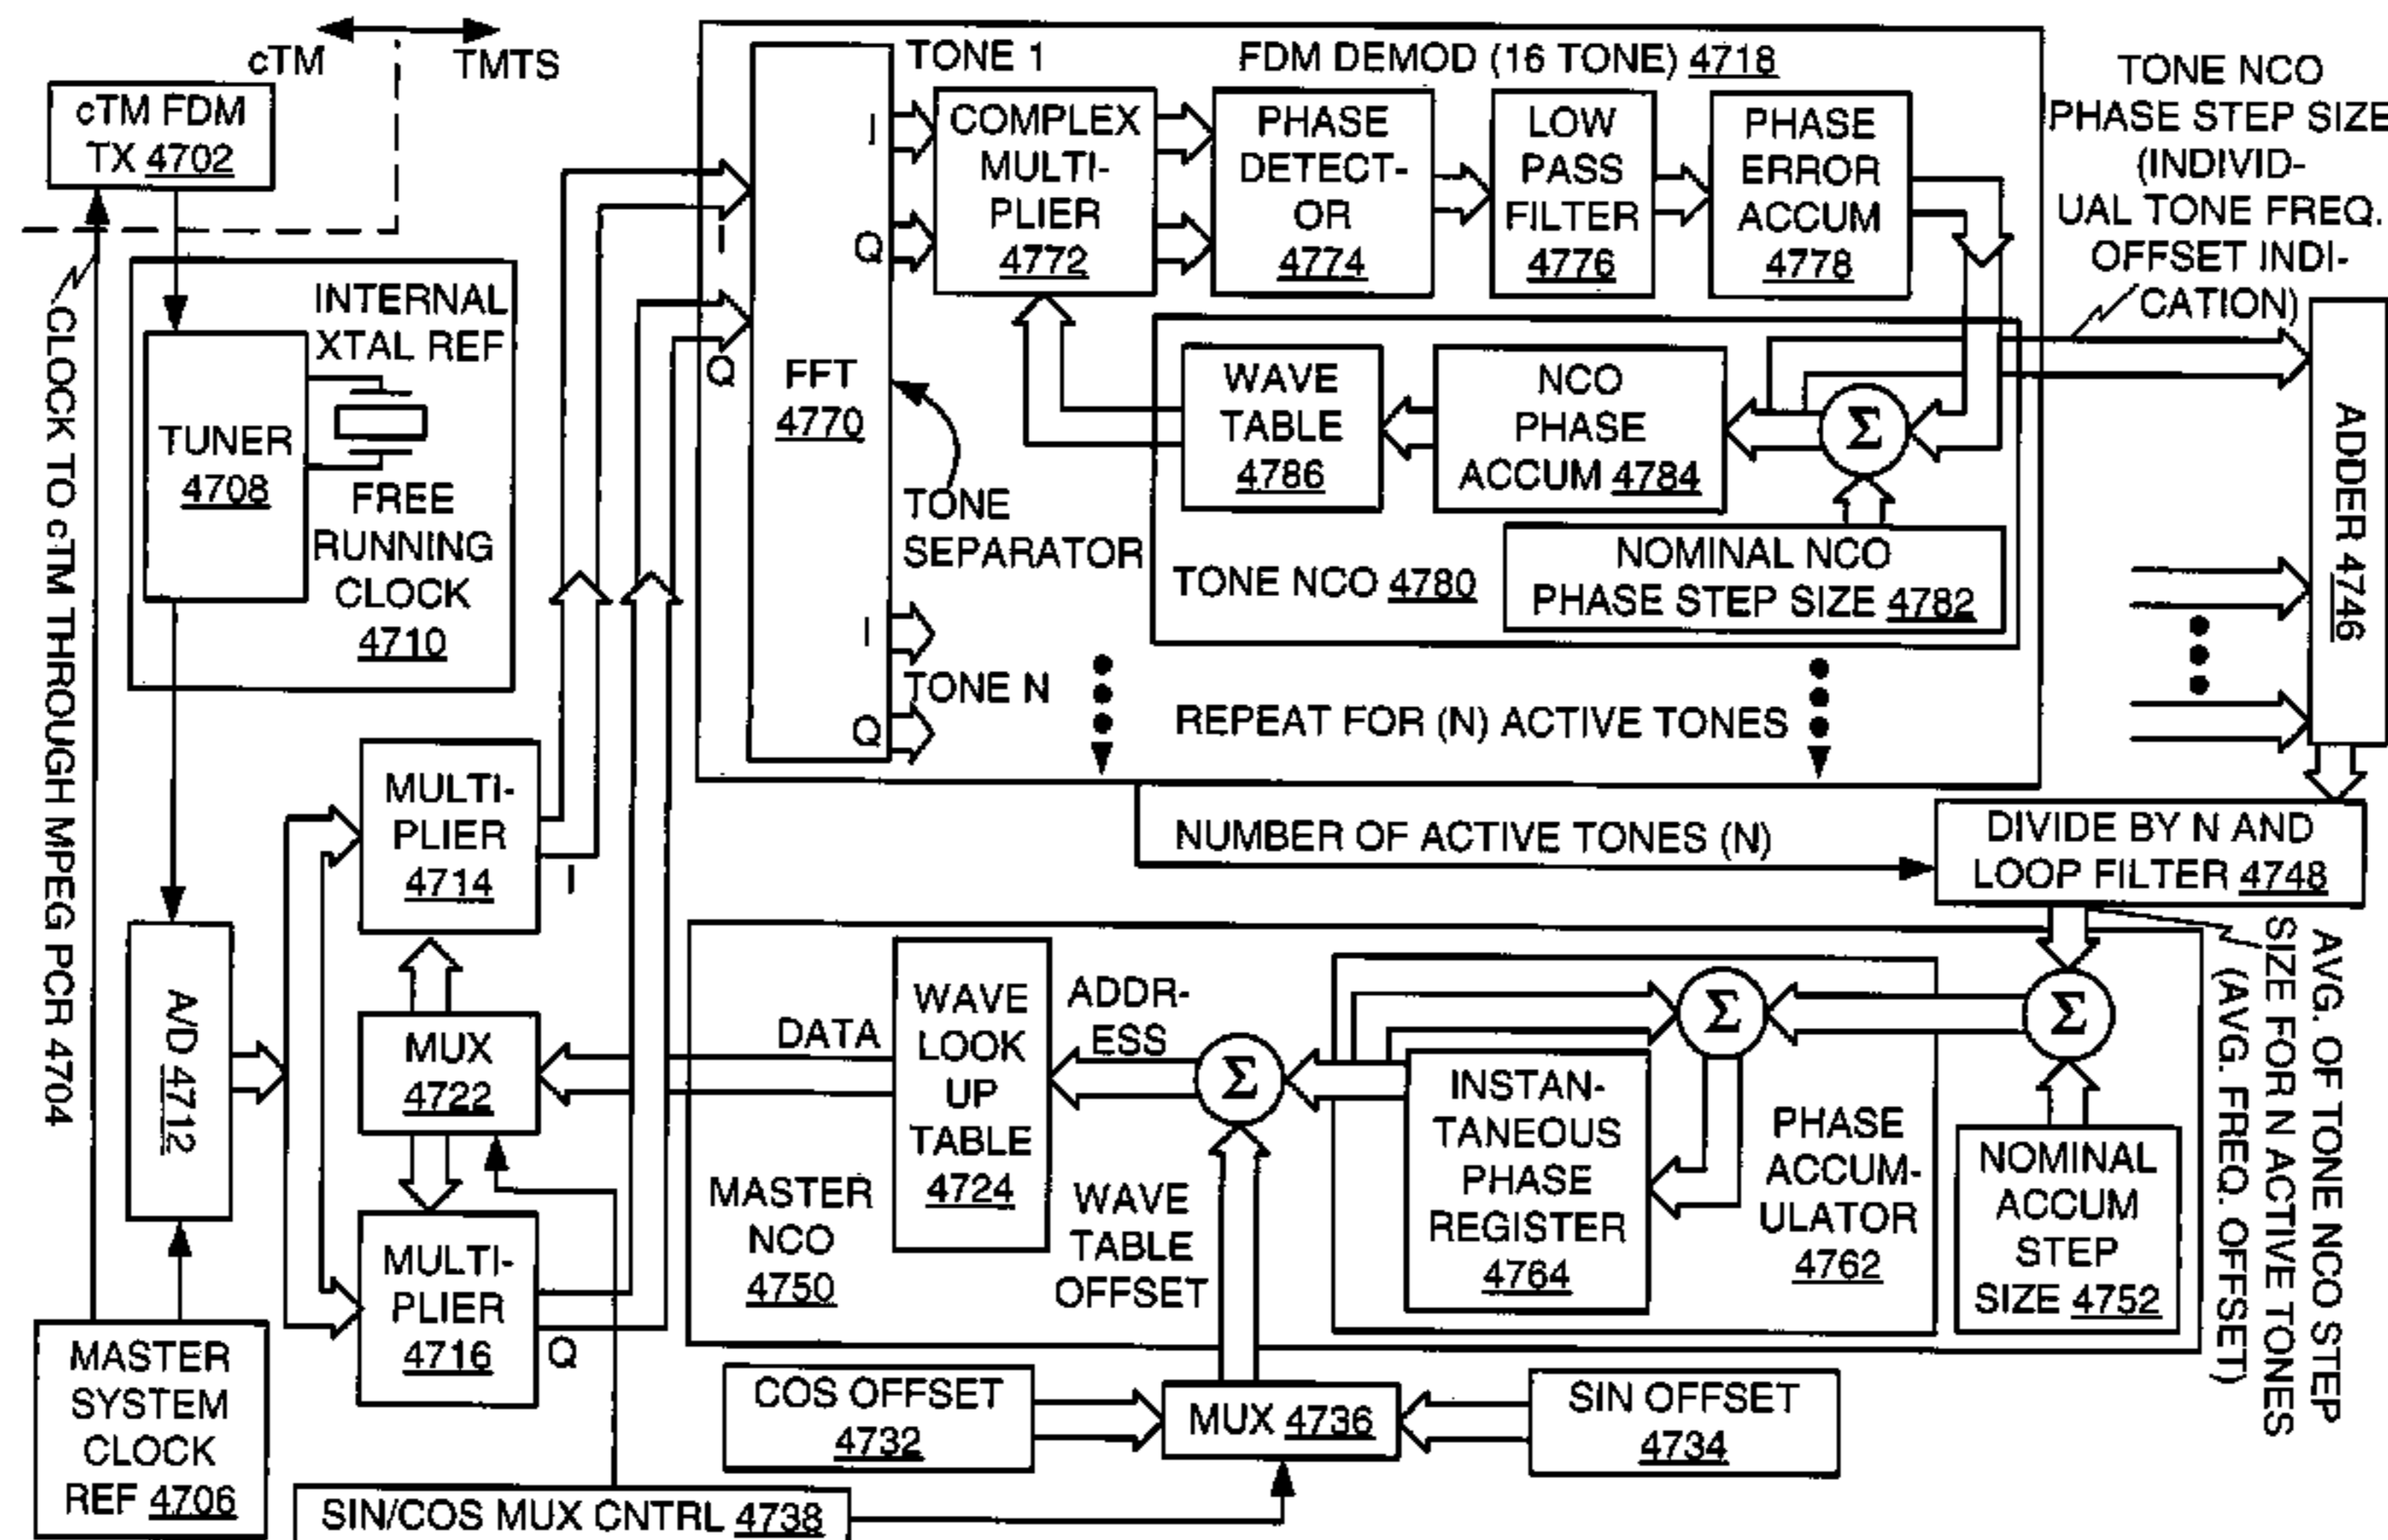 cTM
TMTS
cTM FDM
TX 4702
CLOCK TO cTM THROUGH MPEG PCR 4704
INTERNAL
XTAL REF
TUNER
4708
FREE
RUNNING
CLOCK
4710
A/D 4712
MASTER
SYSTEM
CLOCK
REF 4706
MULTI-
PLIER
4714
I
MUX
4722
MULTI-
PLIER
4716
Q
SIN/COS MUX CNTRL 4738
I
Q
FDM DEMOD (16 TONE) 4718
FFT
4770
TONE 1
I
Q
COMPLEX
MULTI-
PLIER
4772
PHASE
DETECT-
OR
4774
LOW
PASS
FILTER
4776
PHASE
ERROR
ACCUM
4778
WAVE
TABLE
4786
NCO
PHASE
ACCUM 4784
Σ
TONE
SEPARATOR
TONE NCO 4780
NOMINAL NCO
PHASE STEP SIZE 4782
I
TONE N
Q
REPEAT FOR (N) ACTIVE TONES
TONE NCO
PHASE STEP SIZE
(INDIVID-
UAL TONE FREQ.
OFFSET INDI-
CATION)
ADDER 4746
NUMBER OF ACTIVE TONES (N)
DIVIDE BY N AND
LOOP FILTER 4748
AVG. OF TONE NCO STEP
SIZE FOR N ACTIVE TONES
(AVG. FREQ. OFFSET)
DATA
WAVE
LOOK
UP
TABLE
4724
ADDR-
ESS
Σ
Σ
Σ
INSTAN-
TANEOUS
PHASE
REGISTER
4764
PHASE
ACCUM-
ULATOR
4762
NOMINAL
ACCUM
STEP
SIZE 4752
MASTER
NCO
4750
WAVE
TABLE
OFFSET
COS OFFSET
4732
MUX 4736
SIN OFFSET
4734